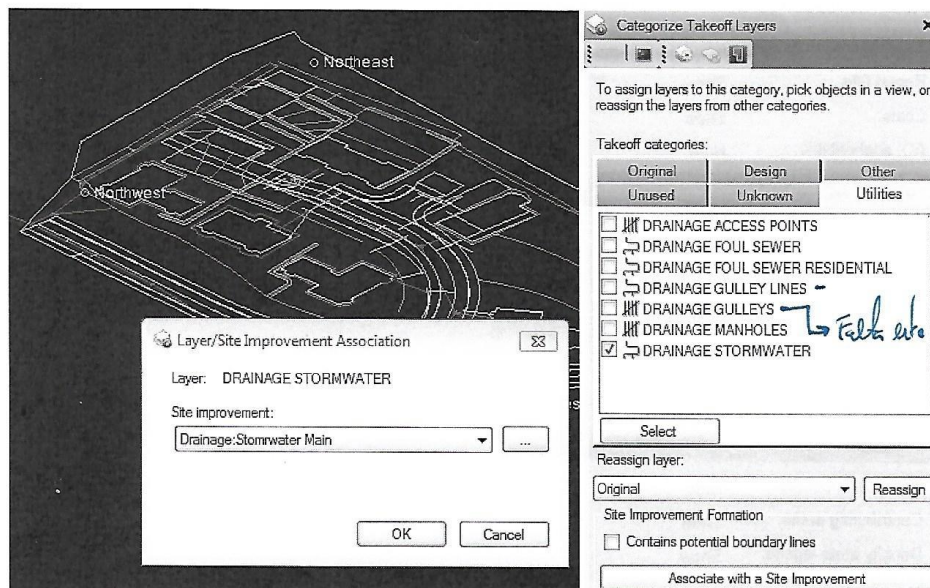 Northeast
Northwest
Layer/Site Improvement Association
Layer: DRAINAGE STORMWATER
Site improvement:
Drainage:Stomrwater Main
...
OK
Cancel
Categorize Takeoff Layers
To assign layers to this category, pick objects in a view, or
reassign the layers from other categories.
Takeoff categories:
Original Design Other
Unused Unknown Utilities
DRAINAGE ACCESS POINTS
DRAINAGE FOUL SEWER
DRAINAGE FOUL SEWER RESIDENTIAL
DRAINAGE GULLEY LINES
DRAINAGE GULLEYS
DRAINAGE MANHOLES
Falta
DRAINAGE STORMWATER
Select
Reassign layer:
Original Reassign
Site Improvement Formation
Contains potential boundary lines
Associate with a Site Improvement